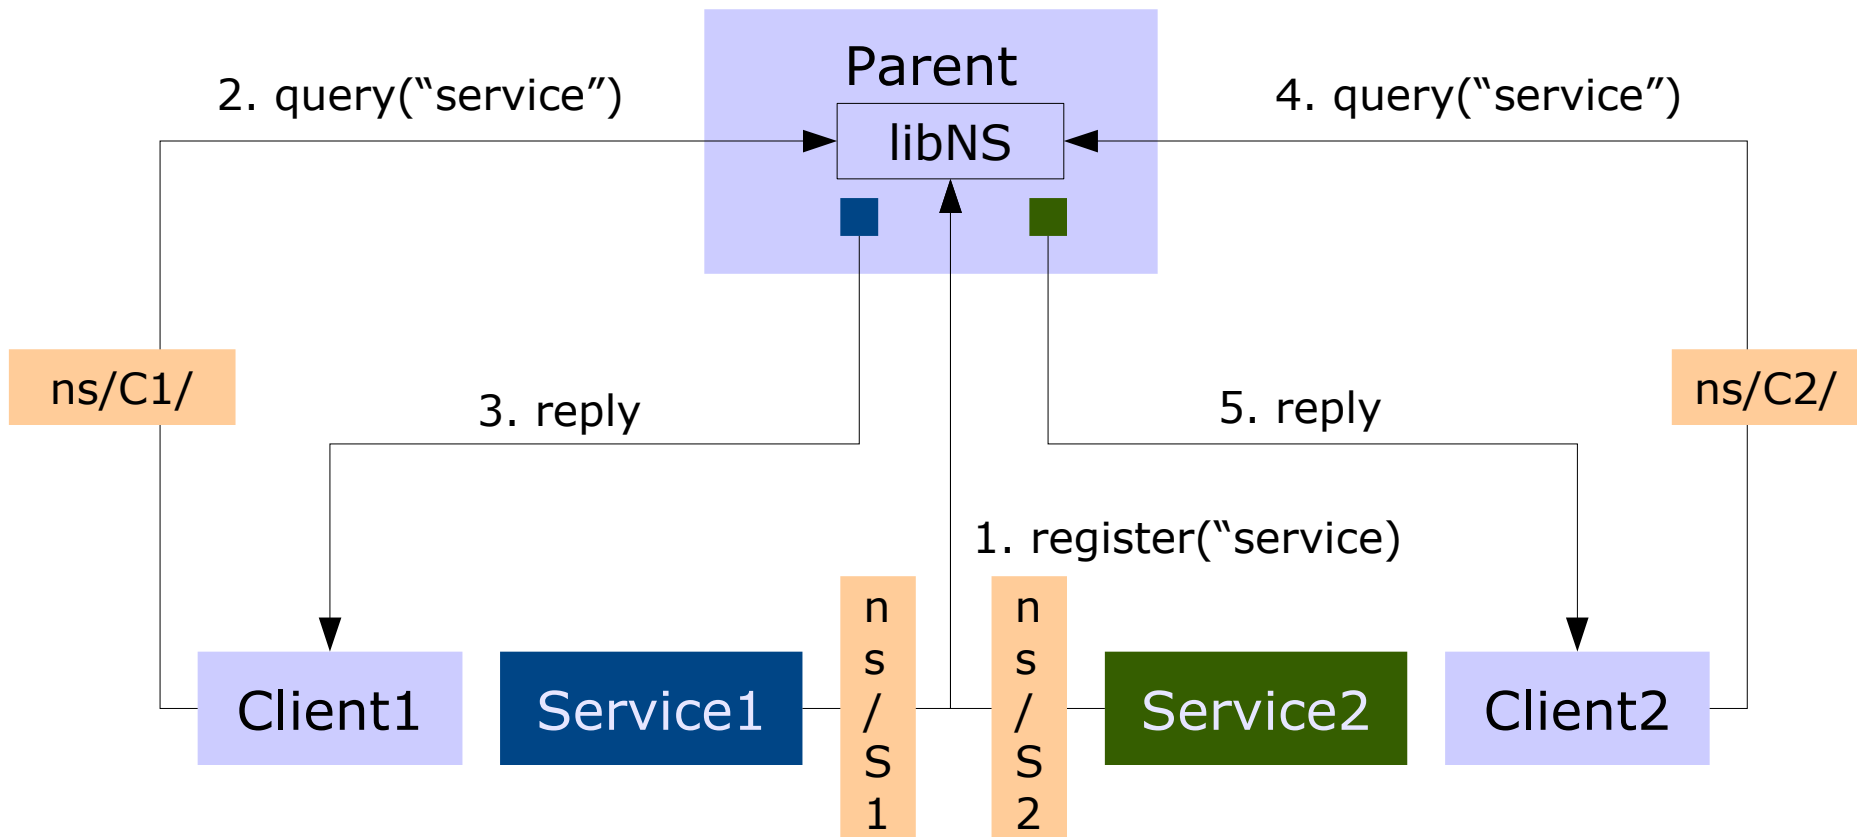 Parent
2. query(“service”)
4. query(“service”)
libNS
ns/C1/
ns/C2/
3. reply
5. reply
1. register(“service)
n
s
/
S
1
n
s
/
S
2
Client1
Service1
Service2
Client2